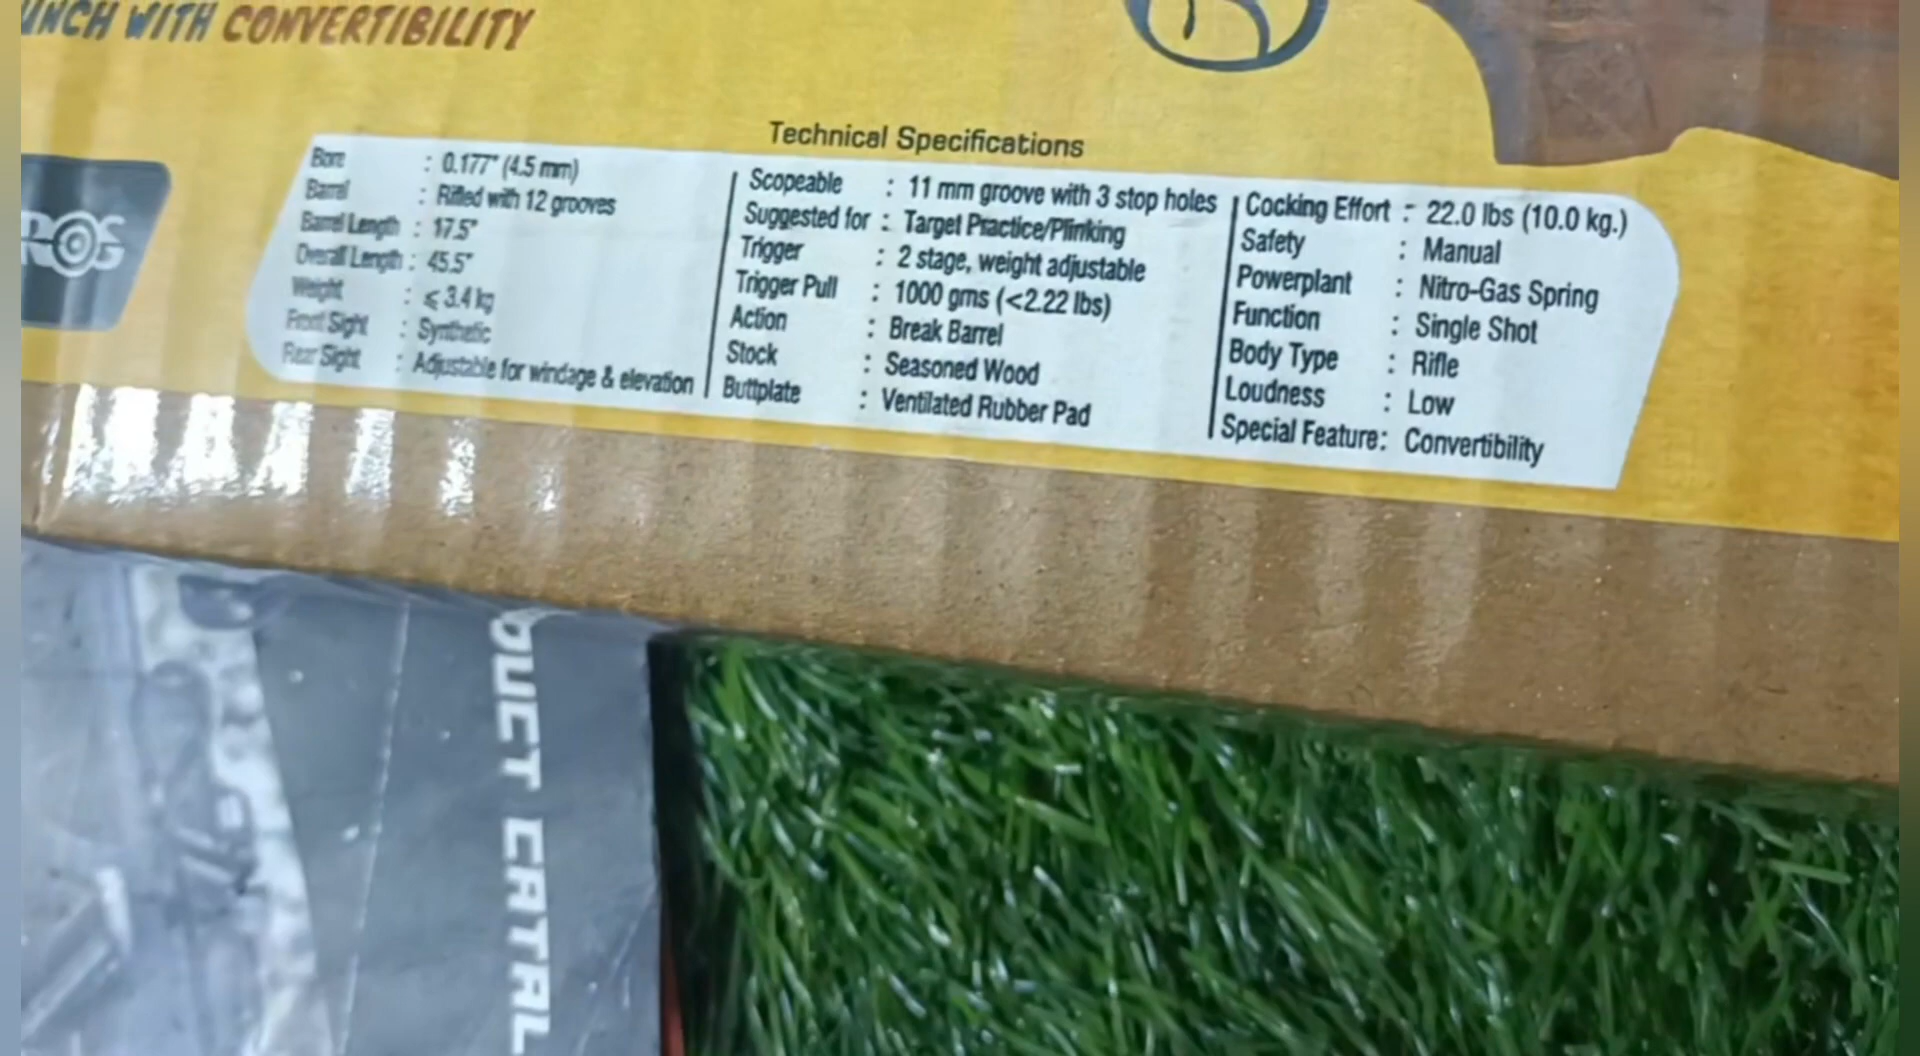 WITH CONVERTIBILITY
Technical Specifications
Bore : 0.177" (4.5 mm)
Barrel : Rifled with 12 grooves
Barrel Length : 17.5"
Overall Length : 45.5"
Weight : ⩽ 3.4 kg
Front Sight : Synthetic
Rear Sight : Adjustable for windage & elevation
Scopeable : 11 mm groove with 3 stop holes
Suggested for : Target Practice/Plinking
Trigger : 2 stage, weight adjustable
Trigger Pull : 1000 gms (<2.22 lbs)
Action : Break Barrel
Stock : Seasoned Wood
Buttplate : Ventilated Rubber Pad
Cocking Effort : 22.0 lbs (10.0 kg.)
Safety : Manual
Powerplant : Nitro-Gas Spring
Function : Single Shot
Body Type : Rifle
Loudness : Low
Special Feature : Convertibility